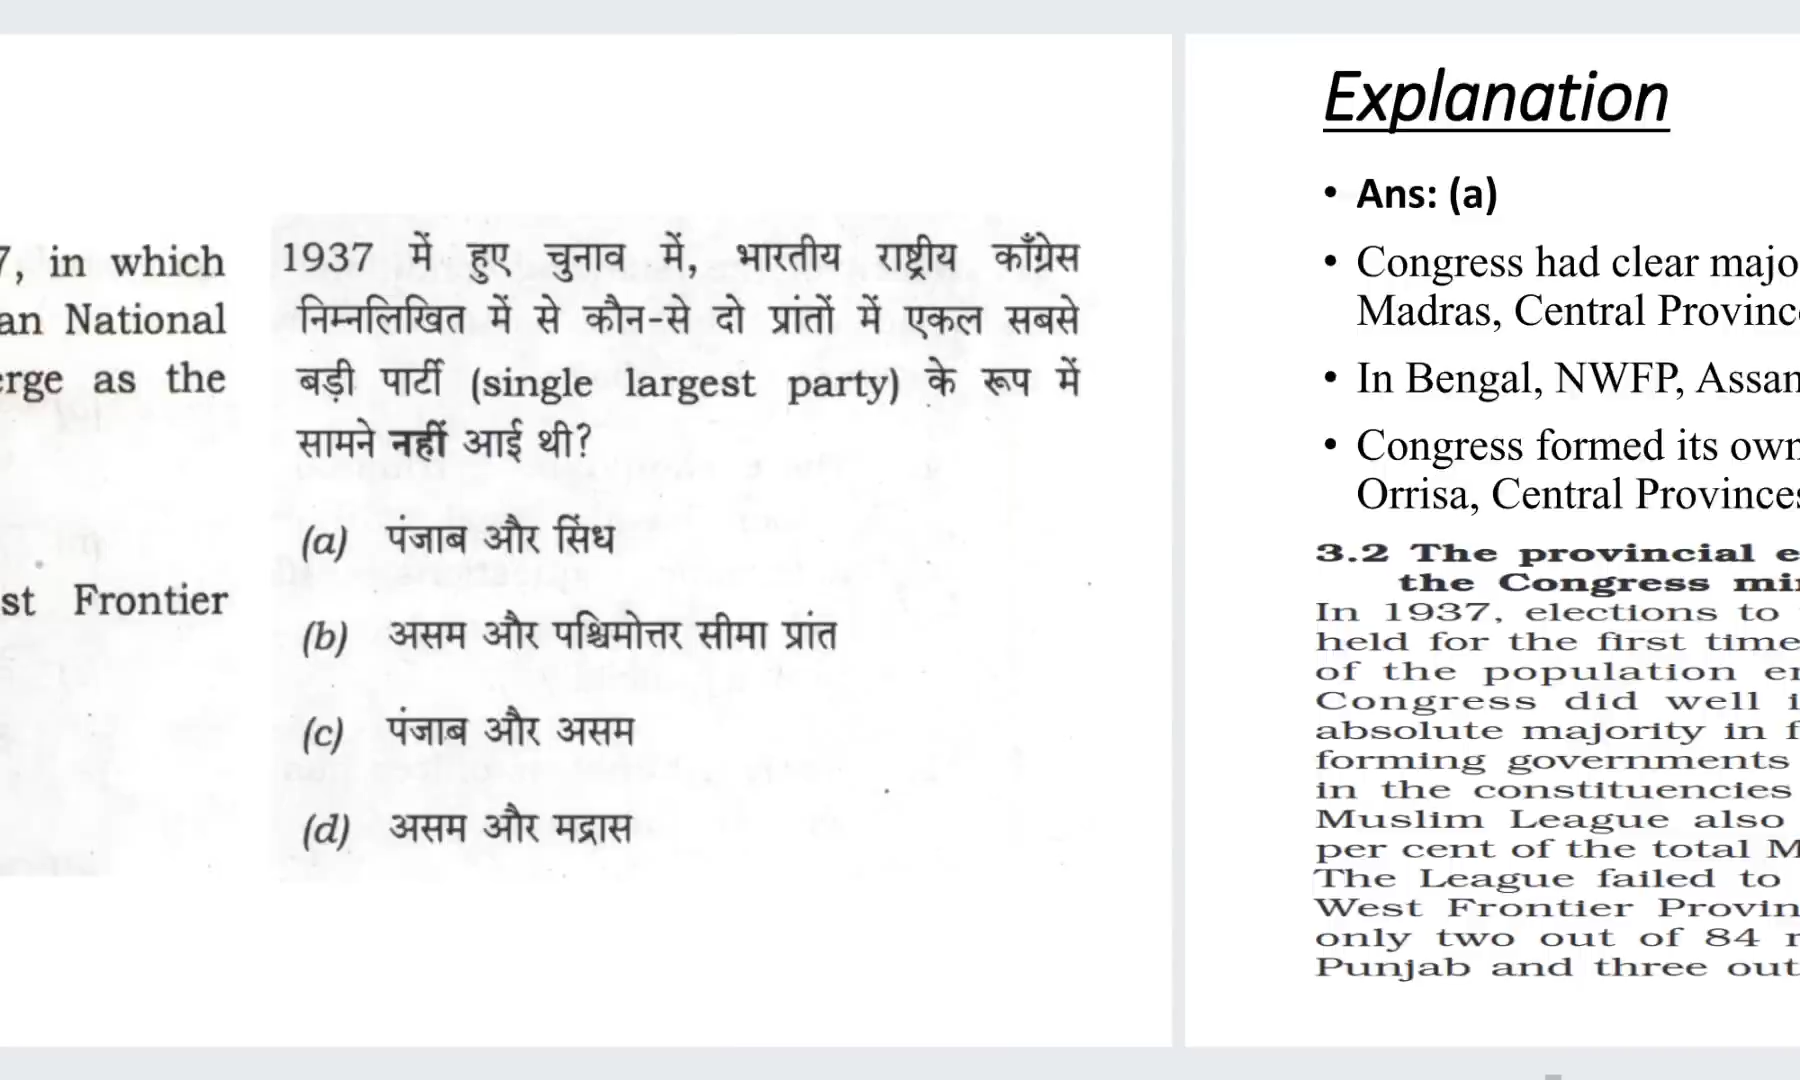 7, in which
an National
erge as the
st Frontier
1937 में हुए चुनाव में, भारतीय राष्ट्रीय काँग्रेस
निम्नलिखित में से कौन-से दो प्रांतों में एकल सबसे
बड़ी पार्टी (single largest party) के रूप में
सामने नहीं आई थी?
(a) पंजाब और सिंध
(b) असम और पश्चिमोत्तर सीमा प्रांत
(c) पंजाब और असम
(d) असम और मद्रास
Explanation
• Ans: (a)
• Congress had clear majo
Madras, Central Provinc
• In Bengal, NWFP, Assam
• Congress formed its own
Orrisa, Central Provinces
3.2 The provincial e
the Congress min
In 1937, elections to
held for the first time
of the population en
Congress did well i
absolute majority in f
forming governments
in the constituencies
Muslim League also
per cent of the total M
The League failed to
West Frontier Provin
only two out of 84 r
Punjab and three out